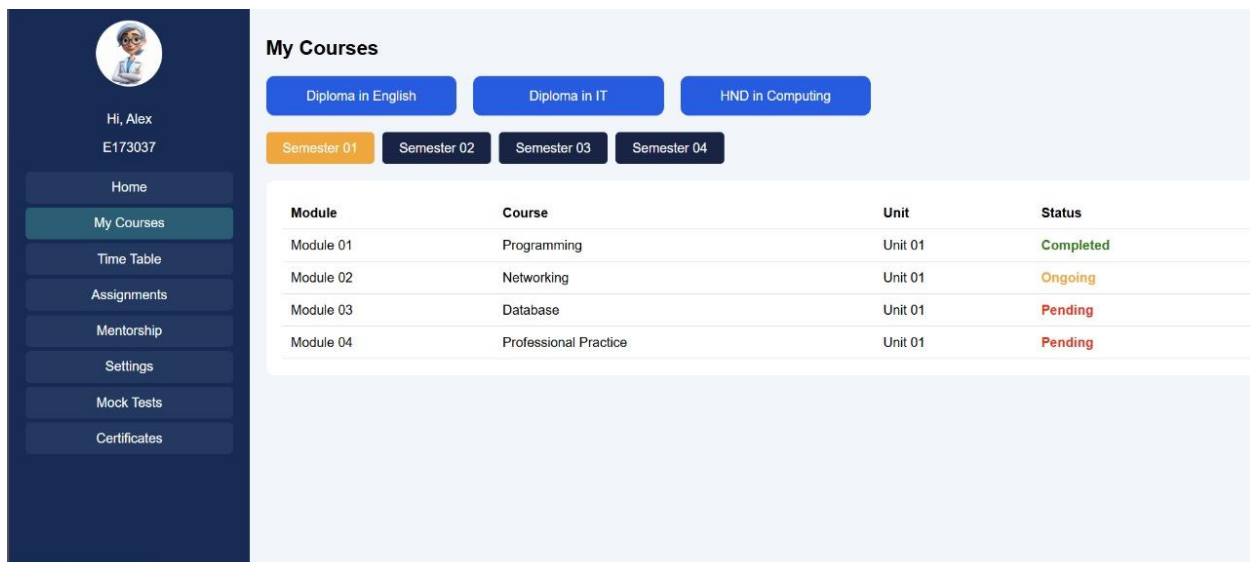 Hi, Alex
E173037
Home
My Courses
Time Table
Assignments
Mentorship
Settings
Mock Tests
Certificates
My Courses
Diploma in English Diploma in IT HND in Computing
Semester 01 Semester 02 Semester 03 Semester 04
Module Course Unit Status
Module 01 Programming Unit 01 Completed
Module 02 Networking Unit 01 Ongoing
Module 03 Database Unit 01 Pending
Module 04 Professional Practice Unit 01 Pending